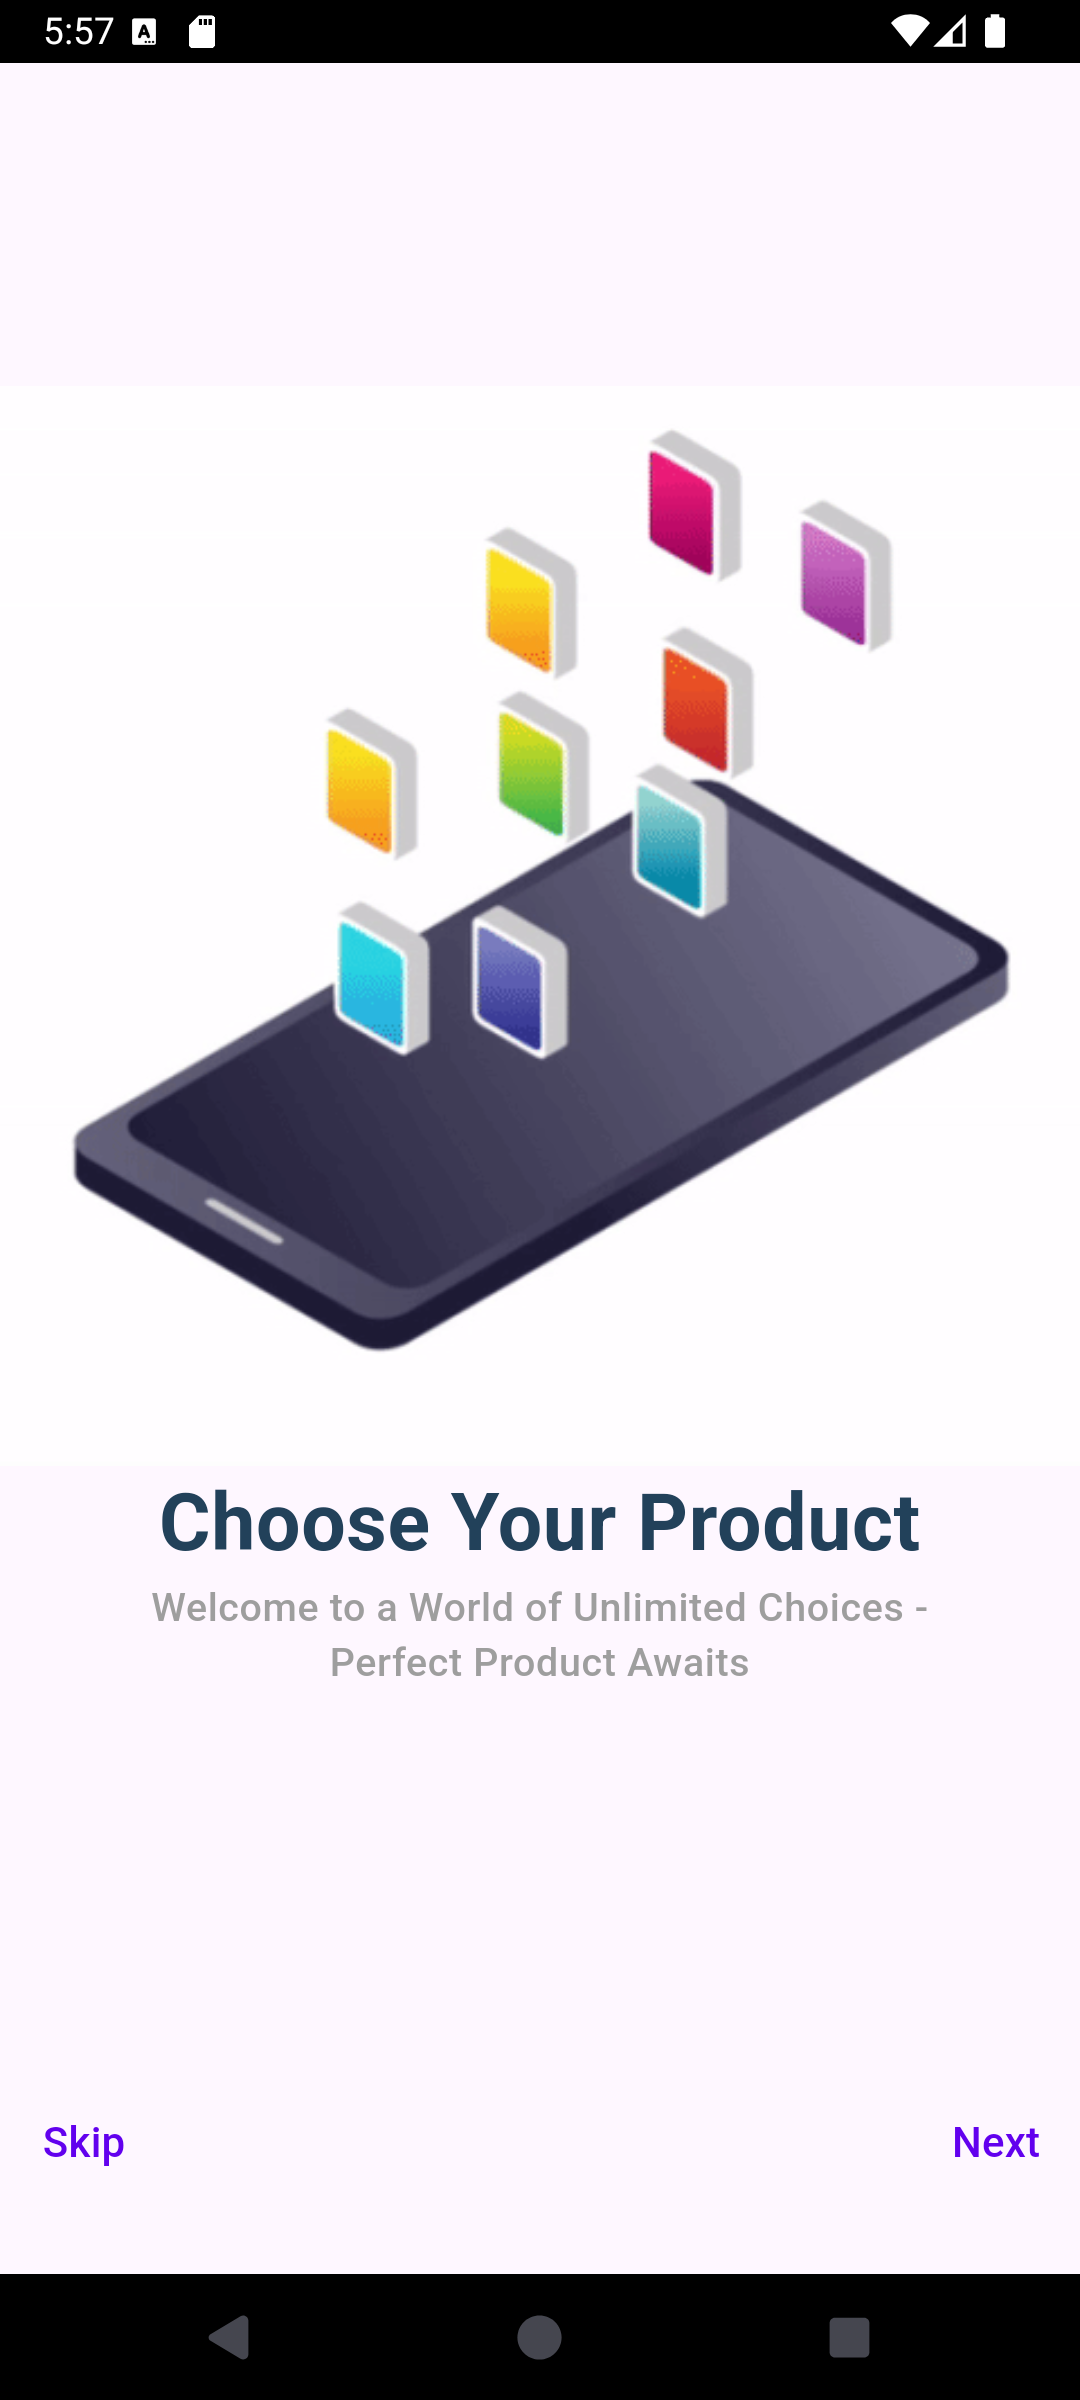 5:57
Choose Your Product
Welcome to a World of Unlimited Choices -
Perfect Product Awaits
Skip
Next